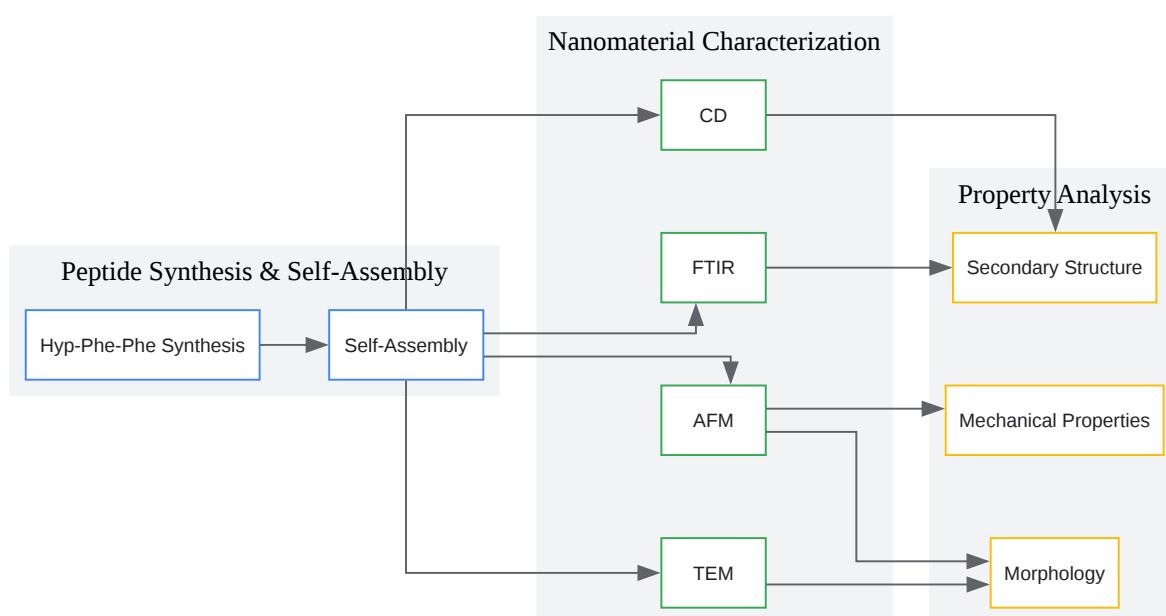 Nanomaterial Characterization
CD
Property Analysis
Peptide Synthesis & Self-Assembly
FTIR
Secondary Structure
Hyp-Phe-Phe Synthesis
Self-Assembly
AFM
Mechanical Properties
TEM
Morphology